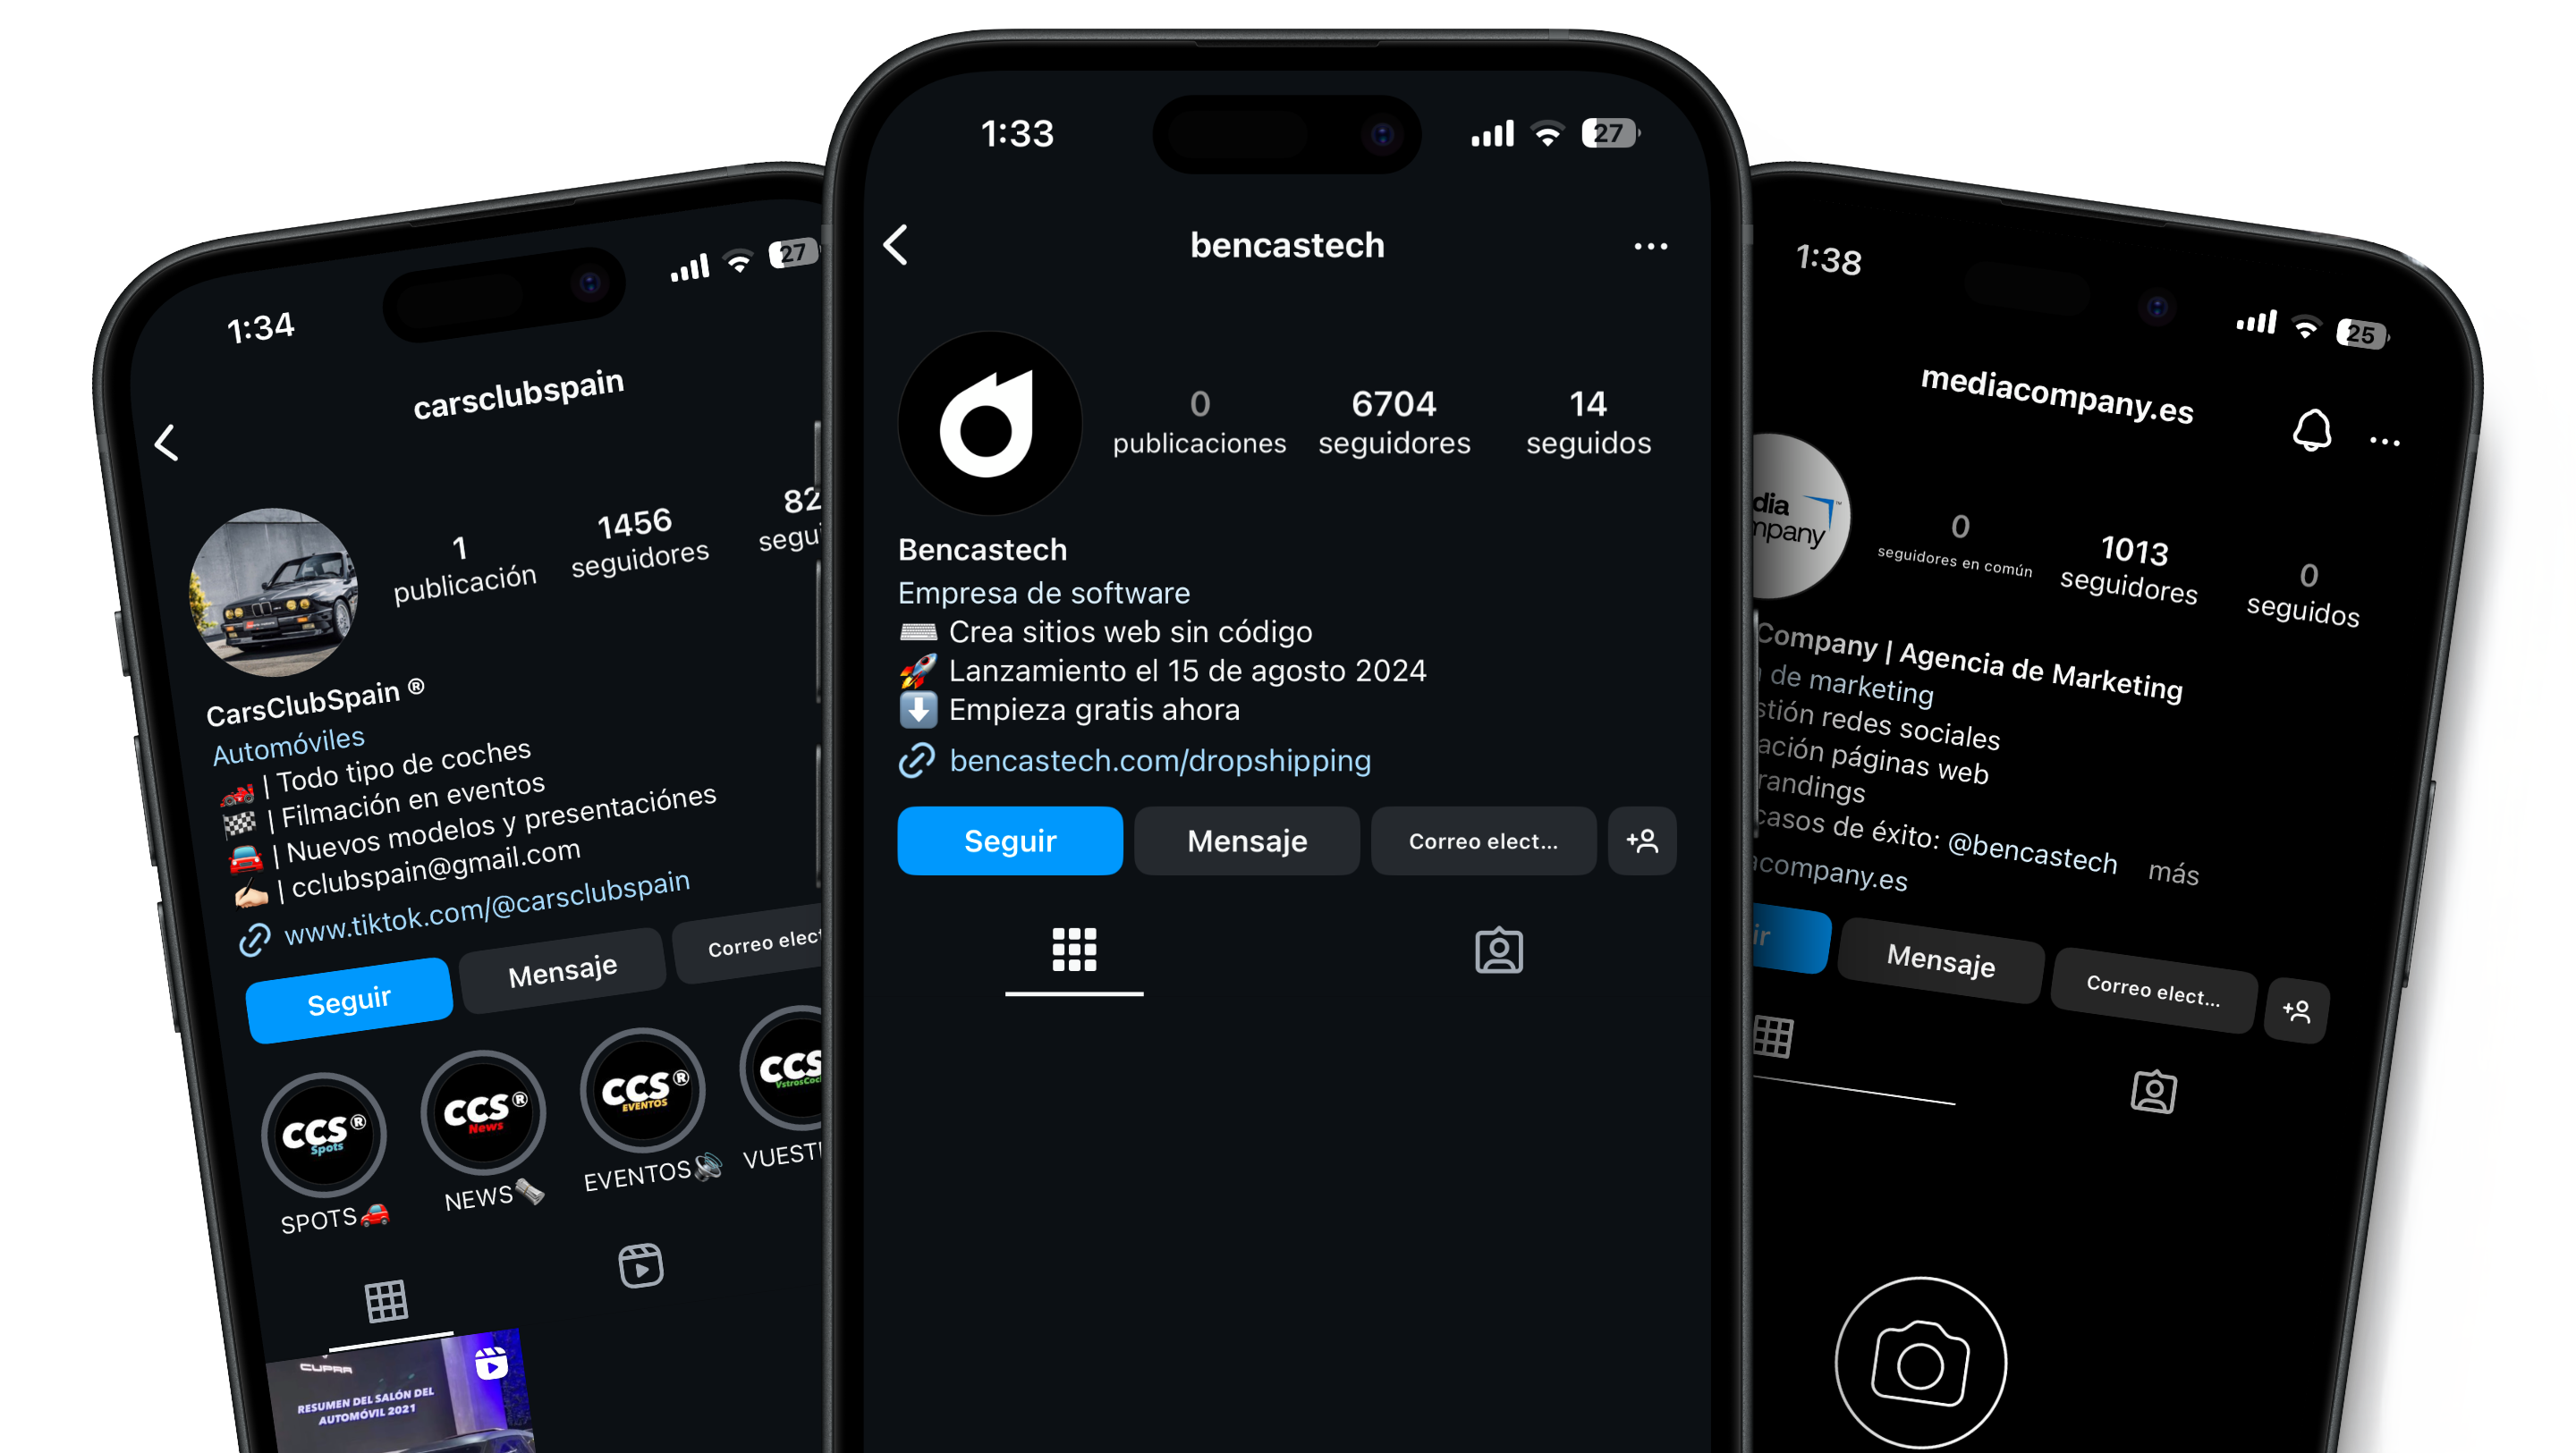 1:34
27
carsclubspain
1
publicación
1456
seguidores
82
segui
CarsClubSpain ®
Automóviles
| Todo tipo de coches
| Filmación en eventos
| Nuevos modelos y presentaciónes
| cclubspain@gmail.com
www.tiktok.com/@carsclubspain
Seguir
Mensaje
Correo elect
CCS®
Spots
CCS®
News
CCS®
EVENTOS
CCS
VstrosCoc
SPOTS
NEWS
EVENTOS
VUEST
CUPRA
RESUMEN DEL SALÓN DEL
AUTOMÓVIL 2021
1:33
27
bencastech
...
0
publicaciones
6704
seguidores
14
seguidos
Bencastech
Empresa de software
Crea sitios web sin código
Lanzamiento el 15 de agosto 2024
Empieza gratis ahora
bencastech.com/dropshipping
Seguir
Mensaje
Correo elect...
1:38
25
mediacompany.es
...
dia
mpany
™
0
seguidores en común
1013
seguidores
0
seguidos
Company | Agencia de Marketing
de marketing
stión redes sociales
ación páginas web
randings
casos de éxito: @bencastech más
acompany.es
ir
Mensaje
Correo elect...